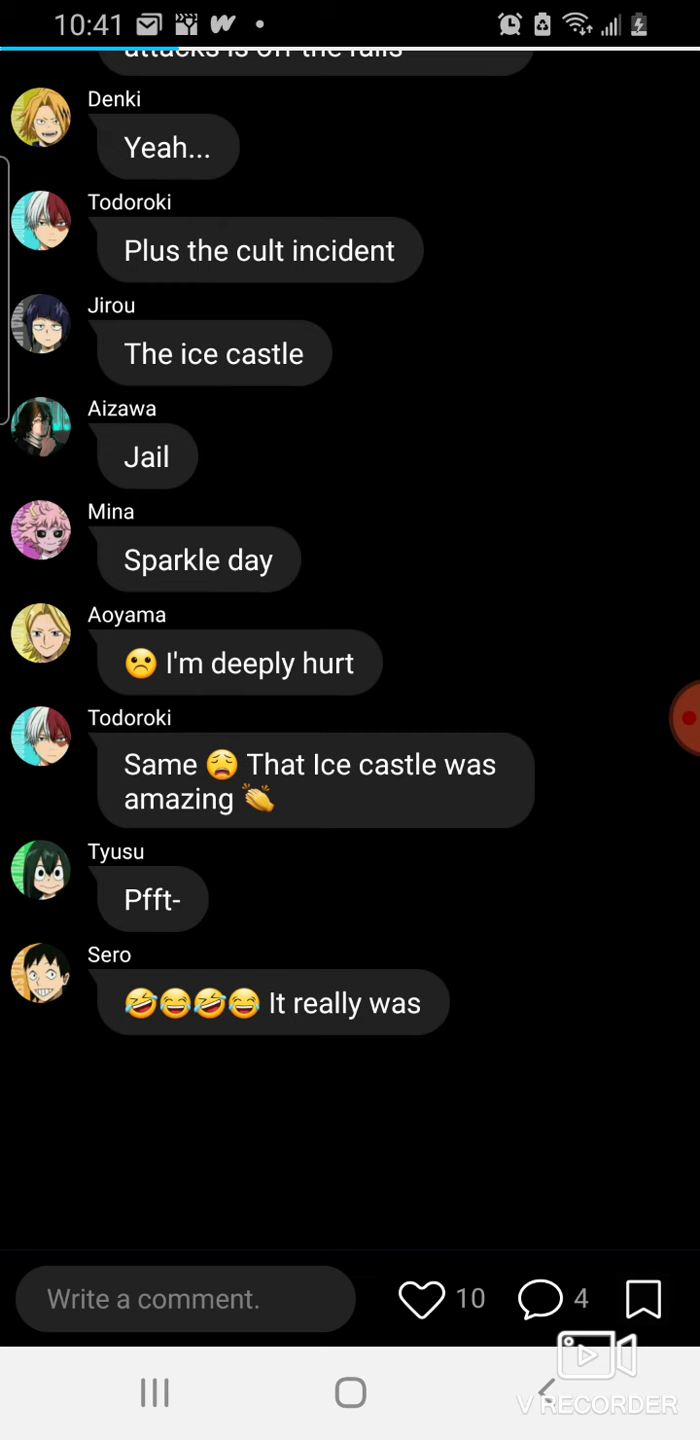 10:41
attacks is off the rails
Denki
Yeah...
Todoroki
Plus the cult incident
Jirou
The ice castle
Aizawa
Jail
Mina
Sparkle day
Aoyama
☹️ I'm deeply hurt
Todoroki
Same 😩 That Ice castle was
amazing 👏
Tyusu
Pfft-
Sero
🤣😂🤣😂 It really was
Write a comment.
10
4
V RECORDER